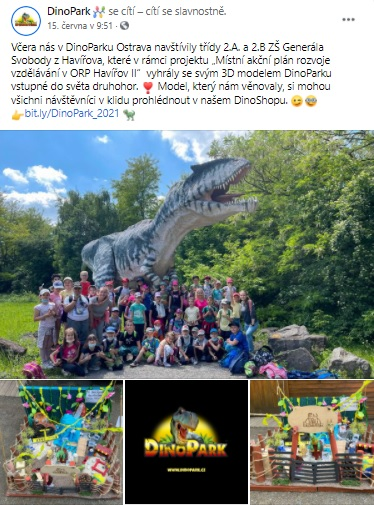 DinoPark se cítí – cítí se slavnostně.
15. června v 9:51
Včera nás v DinoParku Ostrava navštívily třídy 2.A. a 2.B ZŠ Generála
Svobody z Havířova, které v rámci projektu „Místní akční plán rozvoje
vzdělávání v ORP Havířov II“ vyhrály se svým 3D modelem DinoParku
vstupné do světa druhohor. ❣️ Model, který nám věnovaly, si mohou
všichni návštěvníci v klidu prohlédnout v našem DinoShopu.
👉bit.ly/DinoPark_2021 🦖
DINOPARK
WWW.DINOPARK.CZ